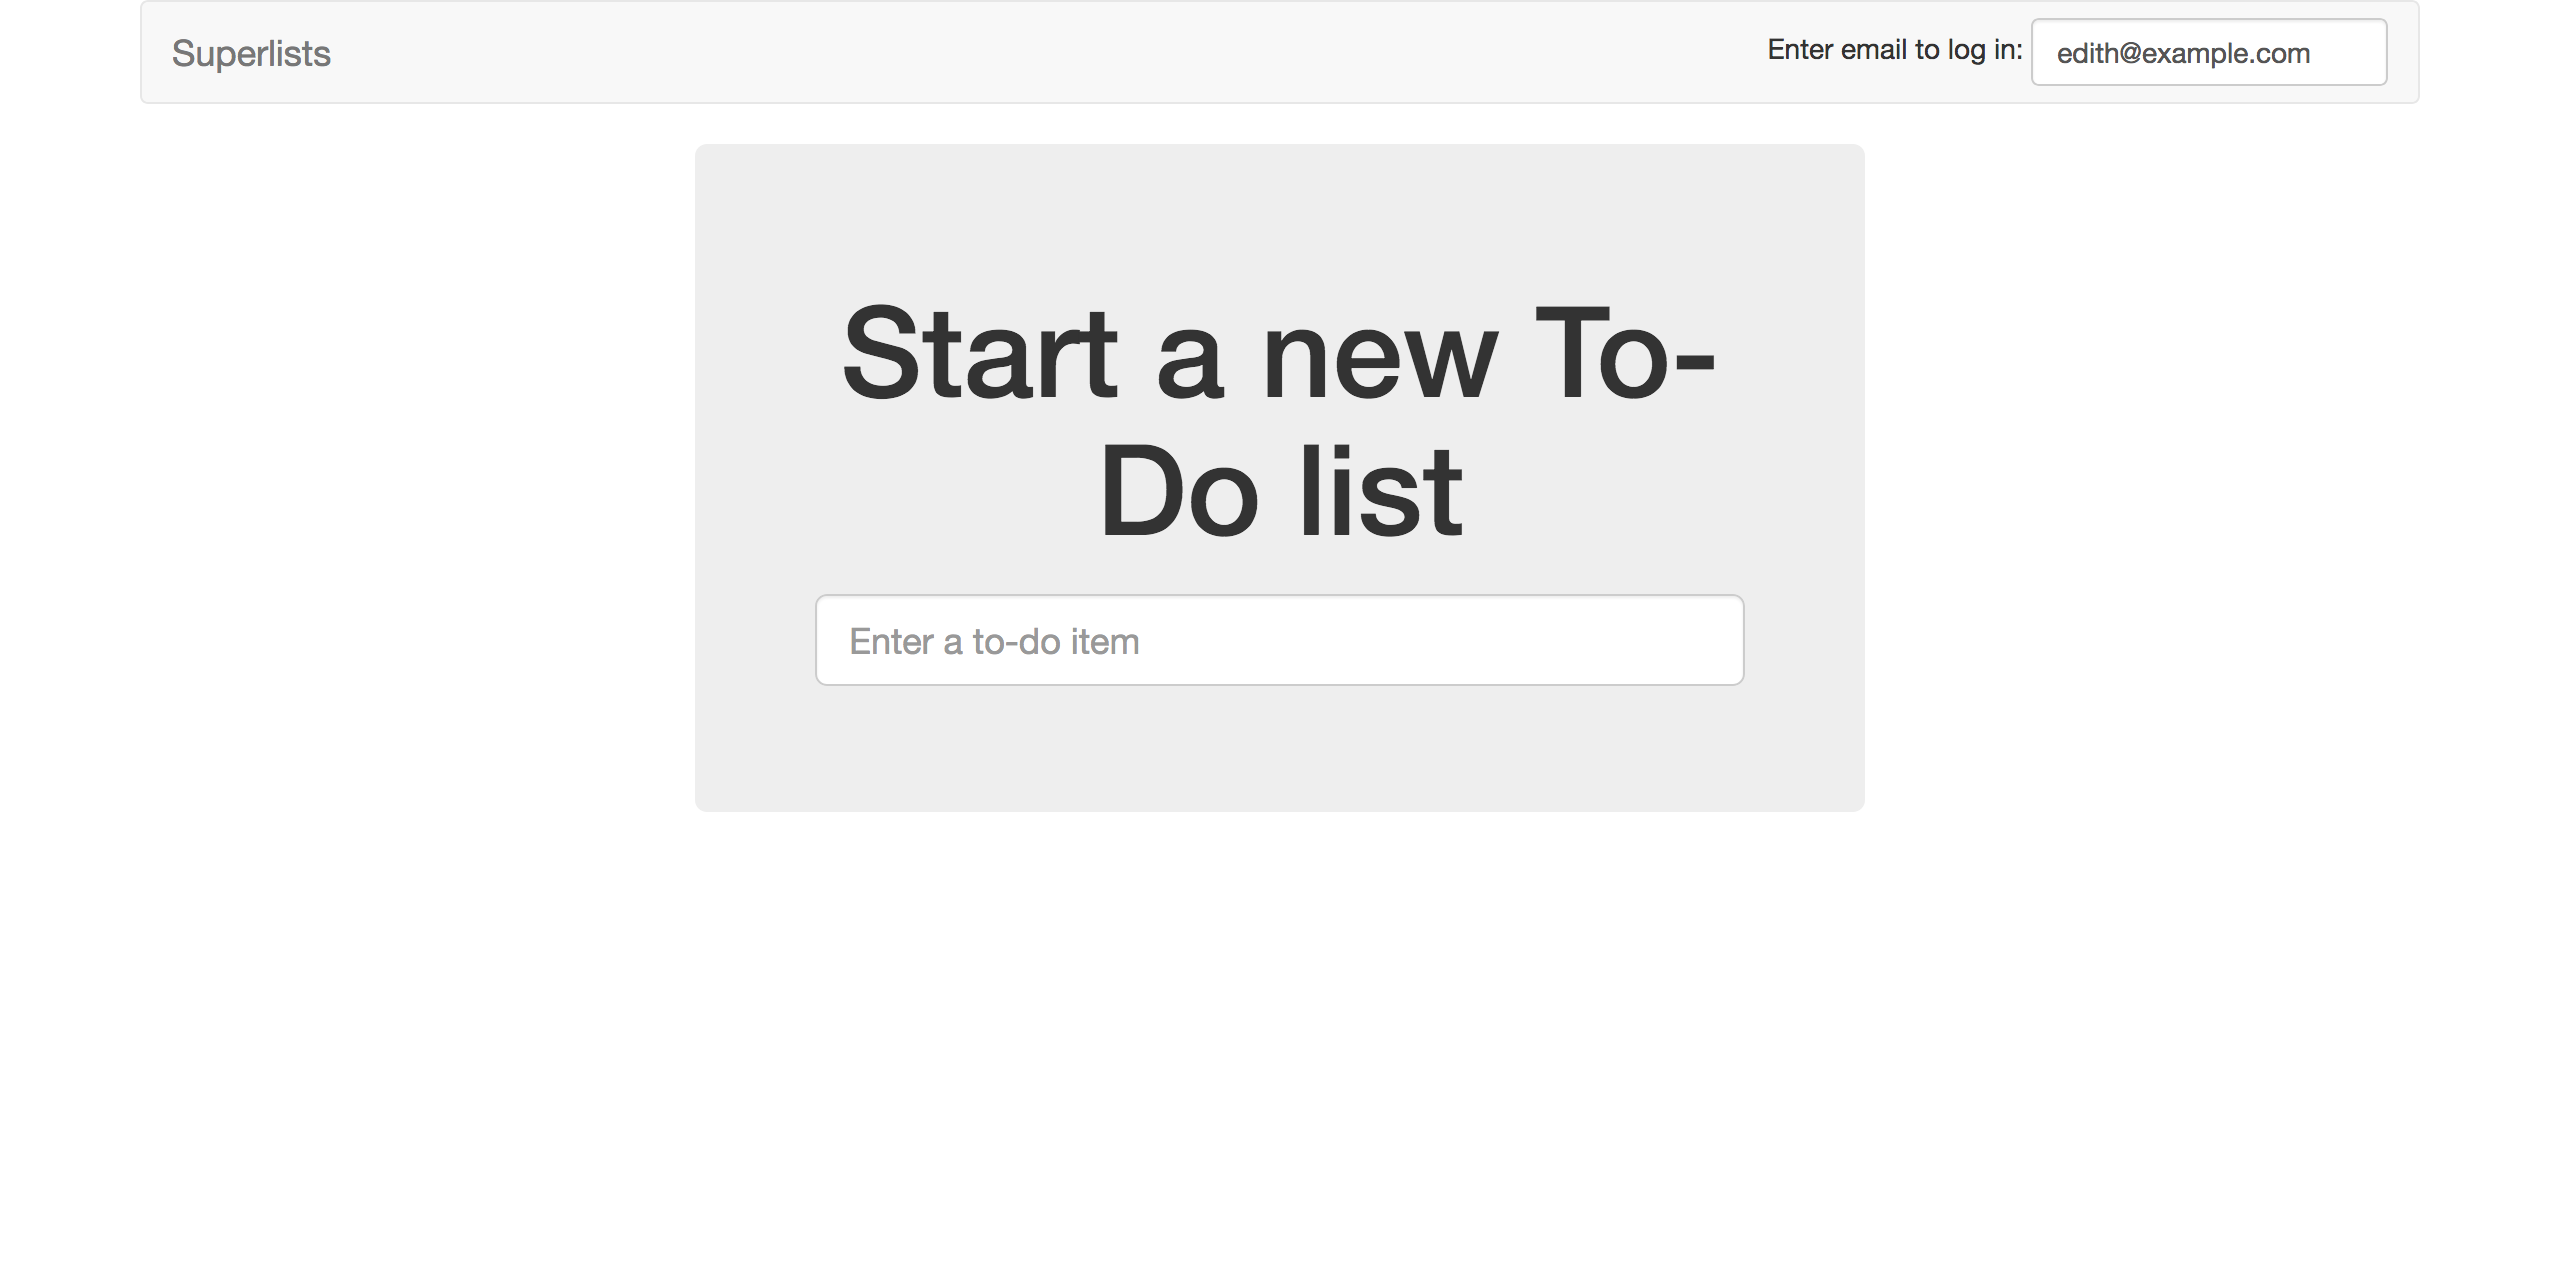 Superlists
Enter email to log in: edith@example.com
Start a new To-
Do list
Enter a to-do item